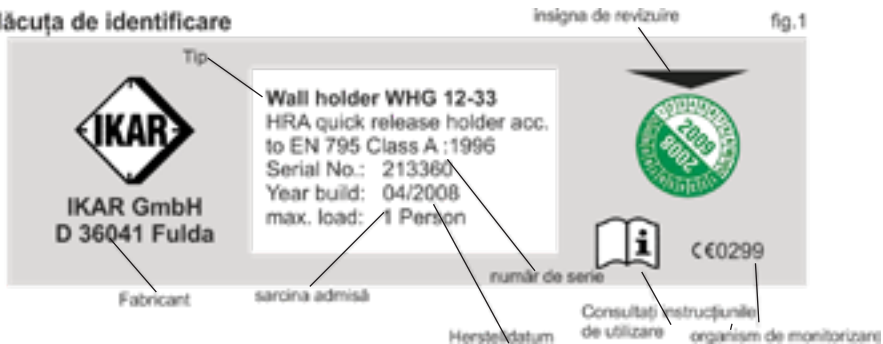 lăcuța de identificare
insigna de revizuire
fig.1
Tip
IKAR
IKAR GmbH
D 36041 Fulda
Wall holder WHG 12-33
HRA quick release holder acc.
to EN 795 Class A :1996
Serial No.: 213360
Year build: 04/2008
max. load: 1 Person
2009
2008
i
C€0299
Fabricant
sarcina admisă
număr de serie
Herstelldatum
Consultați instrucțiunile
de utilizare
organism de monitorizare